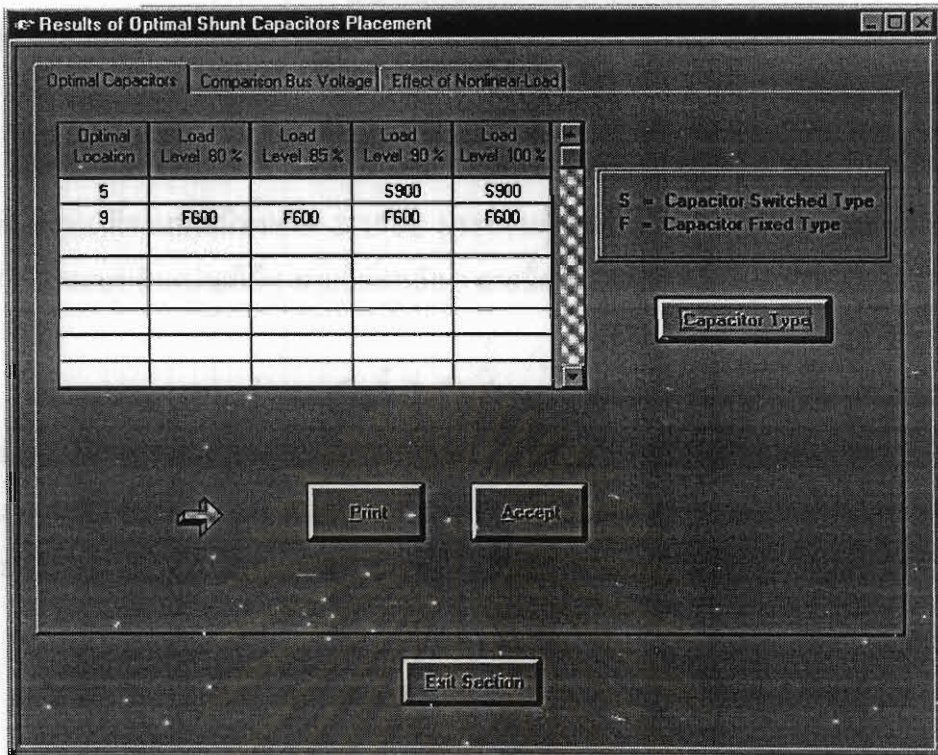 Results of Optimal Shunt Capacitors Placement
Optimal Capacitors Comparison Bus Voltage Effect of Nonlinear-Load
Optimal Location Load Level 80 % Load Level 85 % Load Level 90 % Load Level 100 %
5 S900 S900
9 F600 F600 F600 F600
S = Capacitor Switched Type
F = Capacitor Fixed Type
Capacitor Type
Print Accept
Exit Section